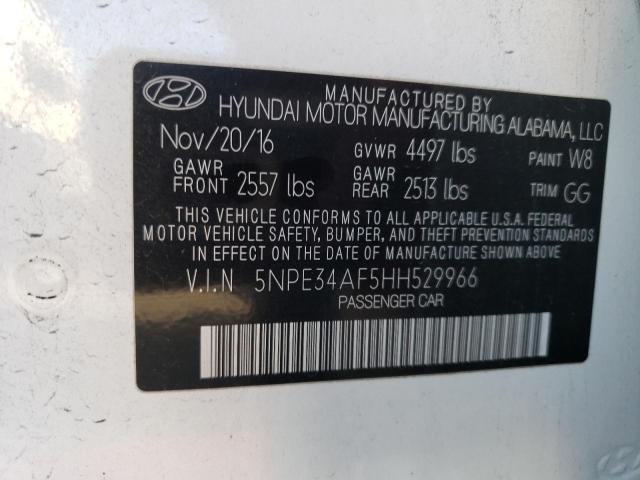 MANUFACTURED BY
HYUNDAI MOTOR MANUFACTURING ALABAMA, LLC
Nov/20/16 GVWR 4497 lbs PAINT W8
GAWR FRONT 2557 lbs GAWR REAR 2513 lbs TRIM GG
THIS VEHICLE CONFORMS TO ALL APPLICABLE U.S.A. FEDERAL
MOTOR VEHICLE SAFETY, BUMPER, AND THEFT PREVENTION STANDARDS
IN EFFECT ON THE DATE OF MANUFACTURE SHOWN ABOVE
V.I.N 5NPE34AF5HH529966
PASSENGER CAR